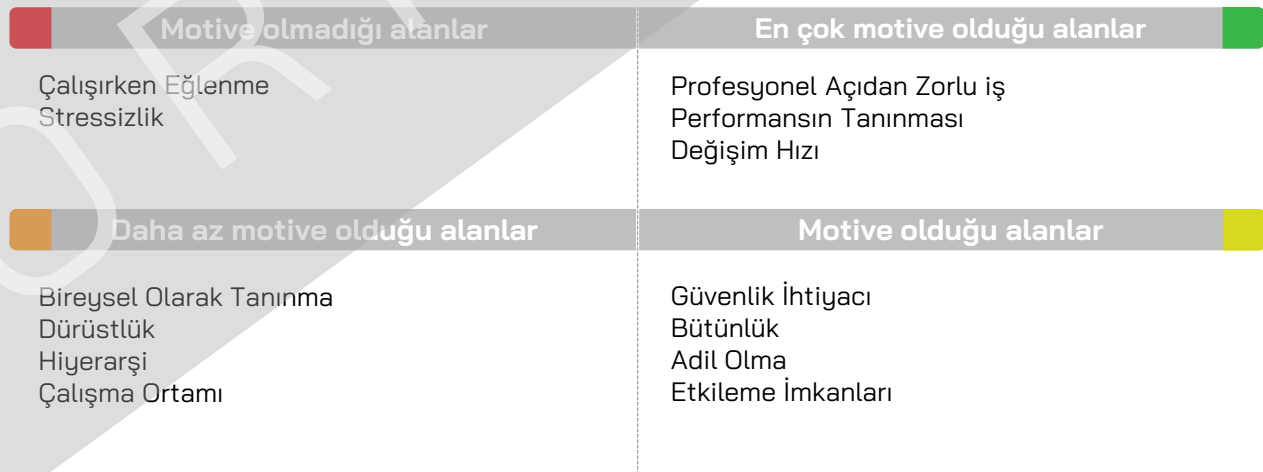 Motive olmadığı alanlar
En çok motive olduğu alanlar
Çalışırken Eğlenme
Stressizlik
Profesyonel Açıdan Zorlu iş
Performansın Tanınması
Değişim Hızı
Daha az motive olduğu alanlar
Motive olduğu alanlar
Bireysel Olarak Tanınma
Dürüstlük
Hiyerarşi
Çalışma Ortamı
Güvenlik İhtiyacı
Bütünlük
Adil Olma
Etkileme İmkanları